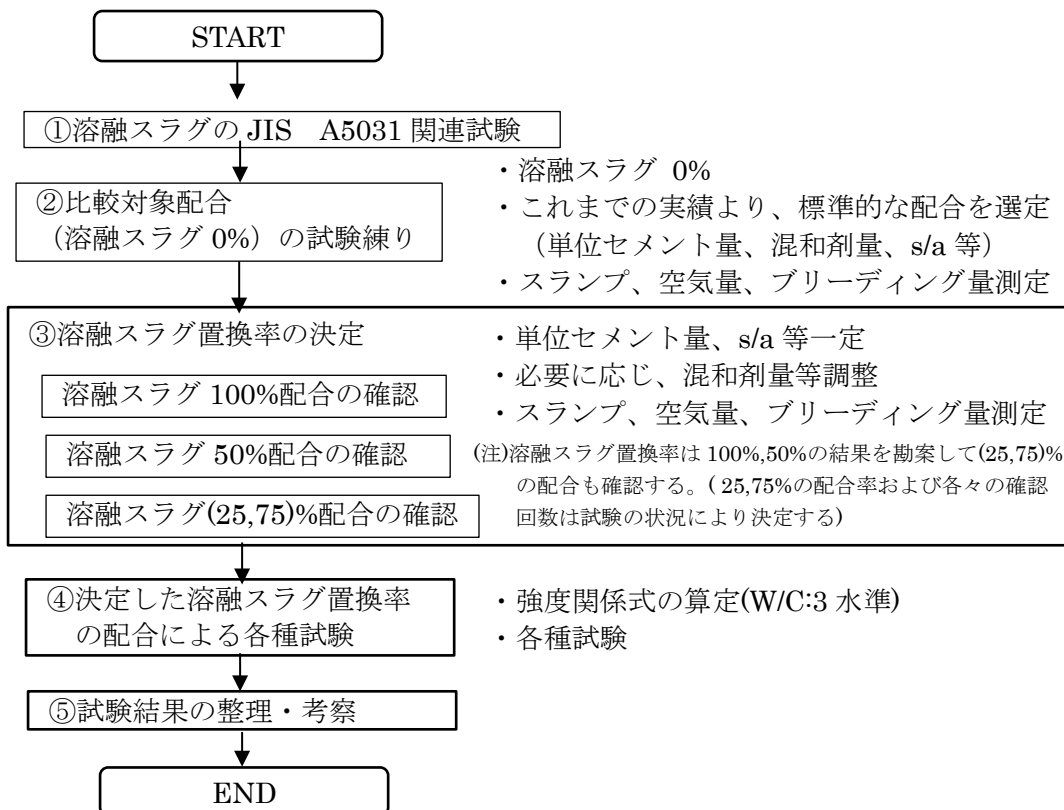 START
①溶融スラグの JIS A5031 関連試験
②比較対象配合
(溶融スラグ 0%)の試験練り
・溶融スラグ 0%
・これまでの実績より、標準的な配合を選定
(単位セメント量、混和剤量、s/a 等)
・スランプ、空気量、ブリーディング量測定
③溶融スラグ置換率の決定
溶融スラグ 100%配合の確認
溶融スラグ 50%配合の確認
溶融スラグ(25,75)%配合の確認
・単位セメント量、s/a 等一定
・必要に応じ、混和剤量等調整
・スランプ、空気量、ブリーディング量測定
(注)溶融スラグ置換率は 100%,50%の結果を勘案して(25,75)%
の配合も確認する。( 25,75%の配合率および各々の確認
回数は試験の状況により決定する)
④決定した溶融スラグ置換率
の配合による各種試験
・強度関係式の算定(W/C:3 水準)
・各種試験
⑤試験結果の整理・考察
END